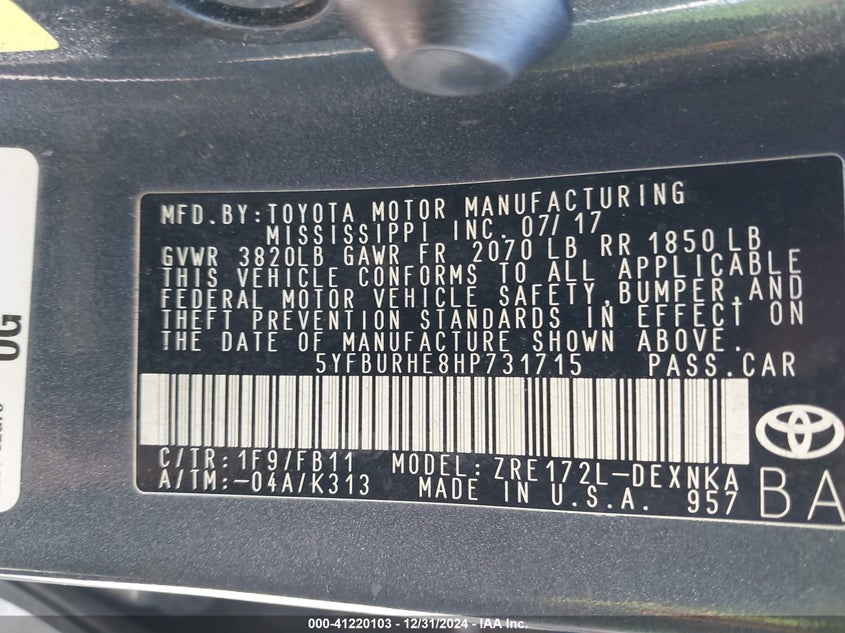 MFD.BY:TOYOTA MOTOR MANUFACTURING
MISSISSIPPI INC. 07/17
GVWR 3820LB GAWR FR 2070 LB RR 1850 LB
THIS VEHICLE CONFORMS TO ALL APPLICABLE
FEDERAL MOTOR VEHICLE SAFETY,BUMPER,AND
THEFT PREVENTION STANDARDS IN EFFECT ON
THE DATE OF MANUFACTURE SHOWN ABOVE.
5YFBURHE8HP731715 PASS.CAR
C/TR: 1F9/FB11 MODEL: ZRE172L-DEXNKA
A/TM:-04A/K313 MADE IN U.S.A. 957
BA
0G
000-41220103 - 12/31/2024 - IAA Inc.